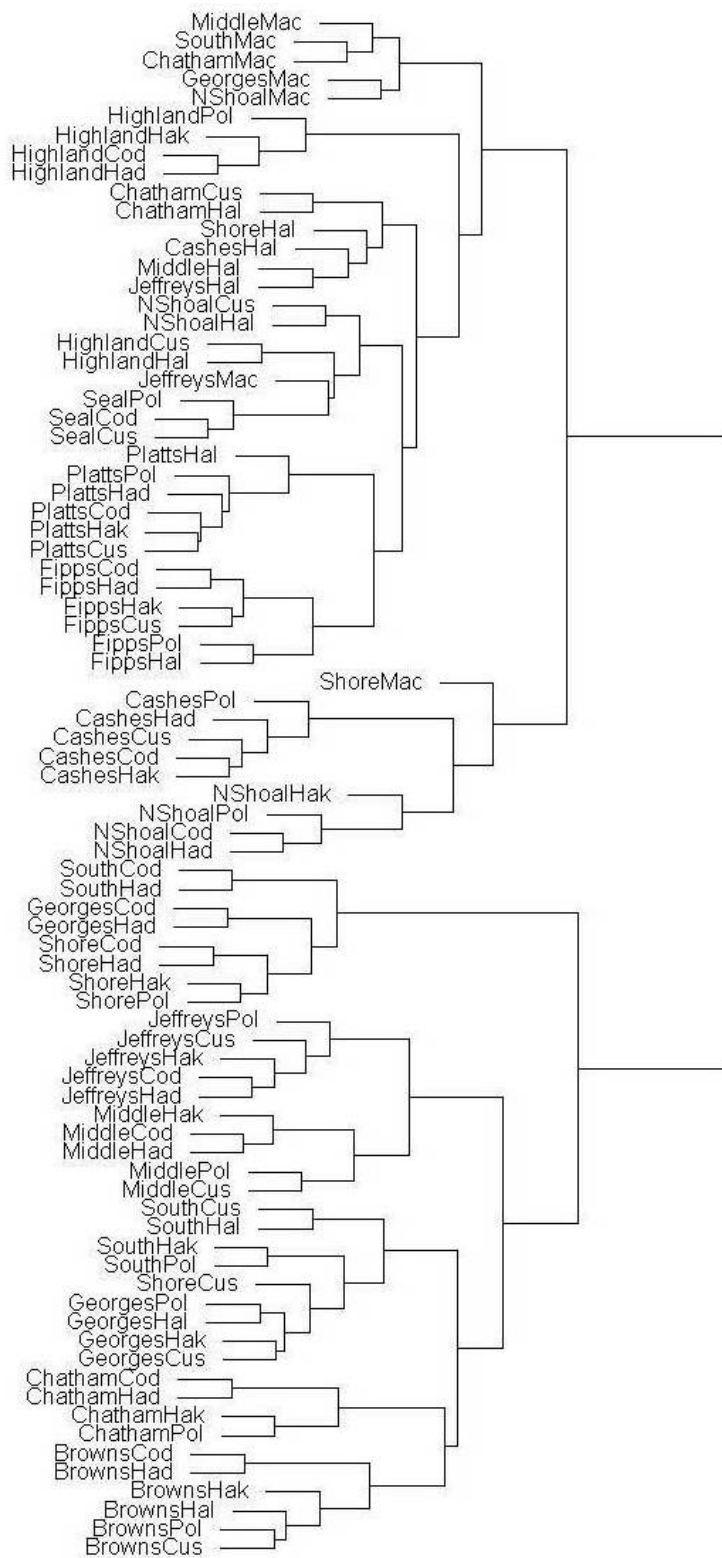 MiddleMac
SouthMac
ChathamMac
GeorgesMac
NShoalMac
HighlandPol
HighlandHak
HighlandCod
HighlandHad
ChathamCus
ChathamHal
ShoreHal
CashesHal
MiddleHal
JeffreysHal
NShoalCus
NShoalHal
HighlandCus
HighlandHal
JeffreysMac
SealPol
SealCod
SealCus
PlattsHal
PlattsPol
PlattsHad
PlattsCod
PlattsHak
PlattsCus
FippsCod
FippsHad
FippsHak
FippsCus
FippsPol
FippsHal
ShoreMac
CashesPol
CashesHad
CashesCus
CashesCod
CashesHak
NShoalHak
NShoalPol
NShoalCod
NShoalHad
SouthCod
SouthHad
GeorgesCod
GeorgesHad
ShoreCod
ShoreHad
ShoreHak
ShorePol
JeffreysPol
JeffreysCus
JeffreysHak
JeffreysCod
JeffreysHad
MiddleHak
MiddleCod
MiddleHad
MiddlePol
MiddleCus
SouthCus
SouthHal
SouthHak
SouthPol
ShoreCus
GeorgesPol
GeorgesHal
GeorgesHak
GeorgesCus
ChathamCod
ChathamHad
ChathamHak
ChathamPol
BrownsCod
BrownsHad
BrownsHak
BrownsHal
BrownsPol
BrownsCus